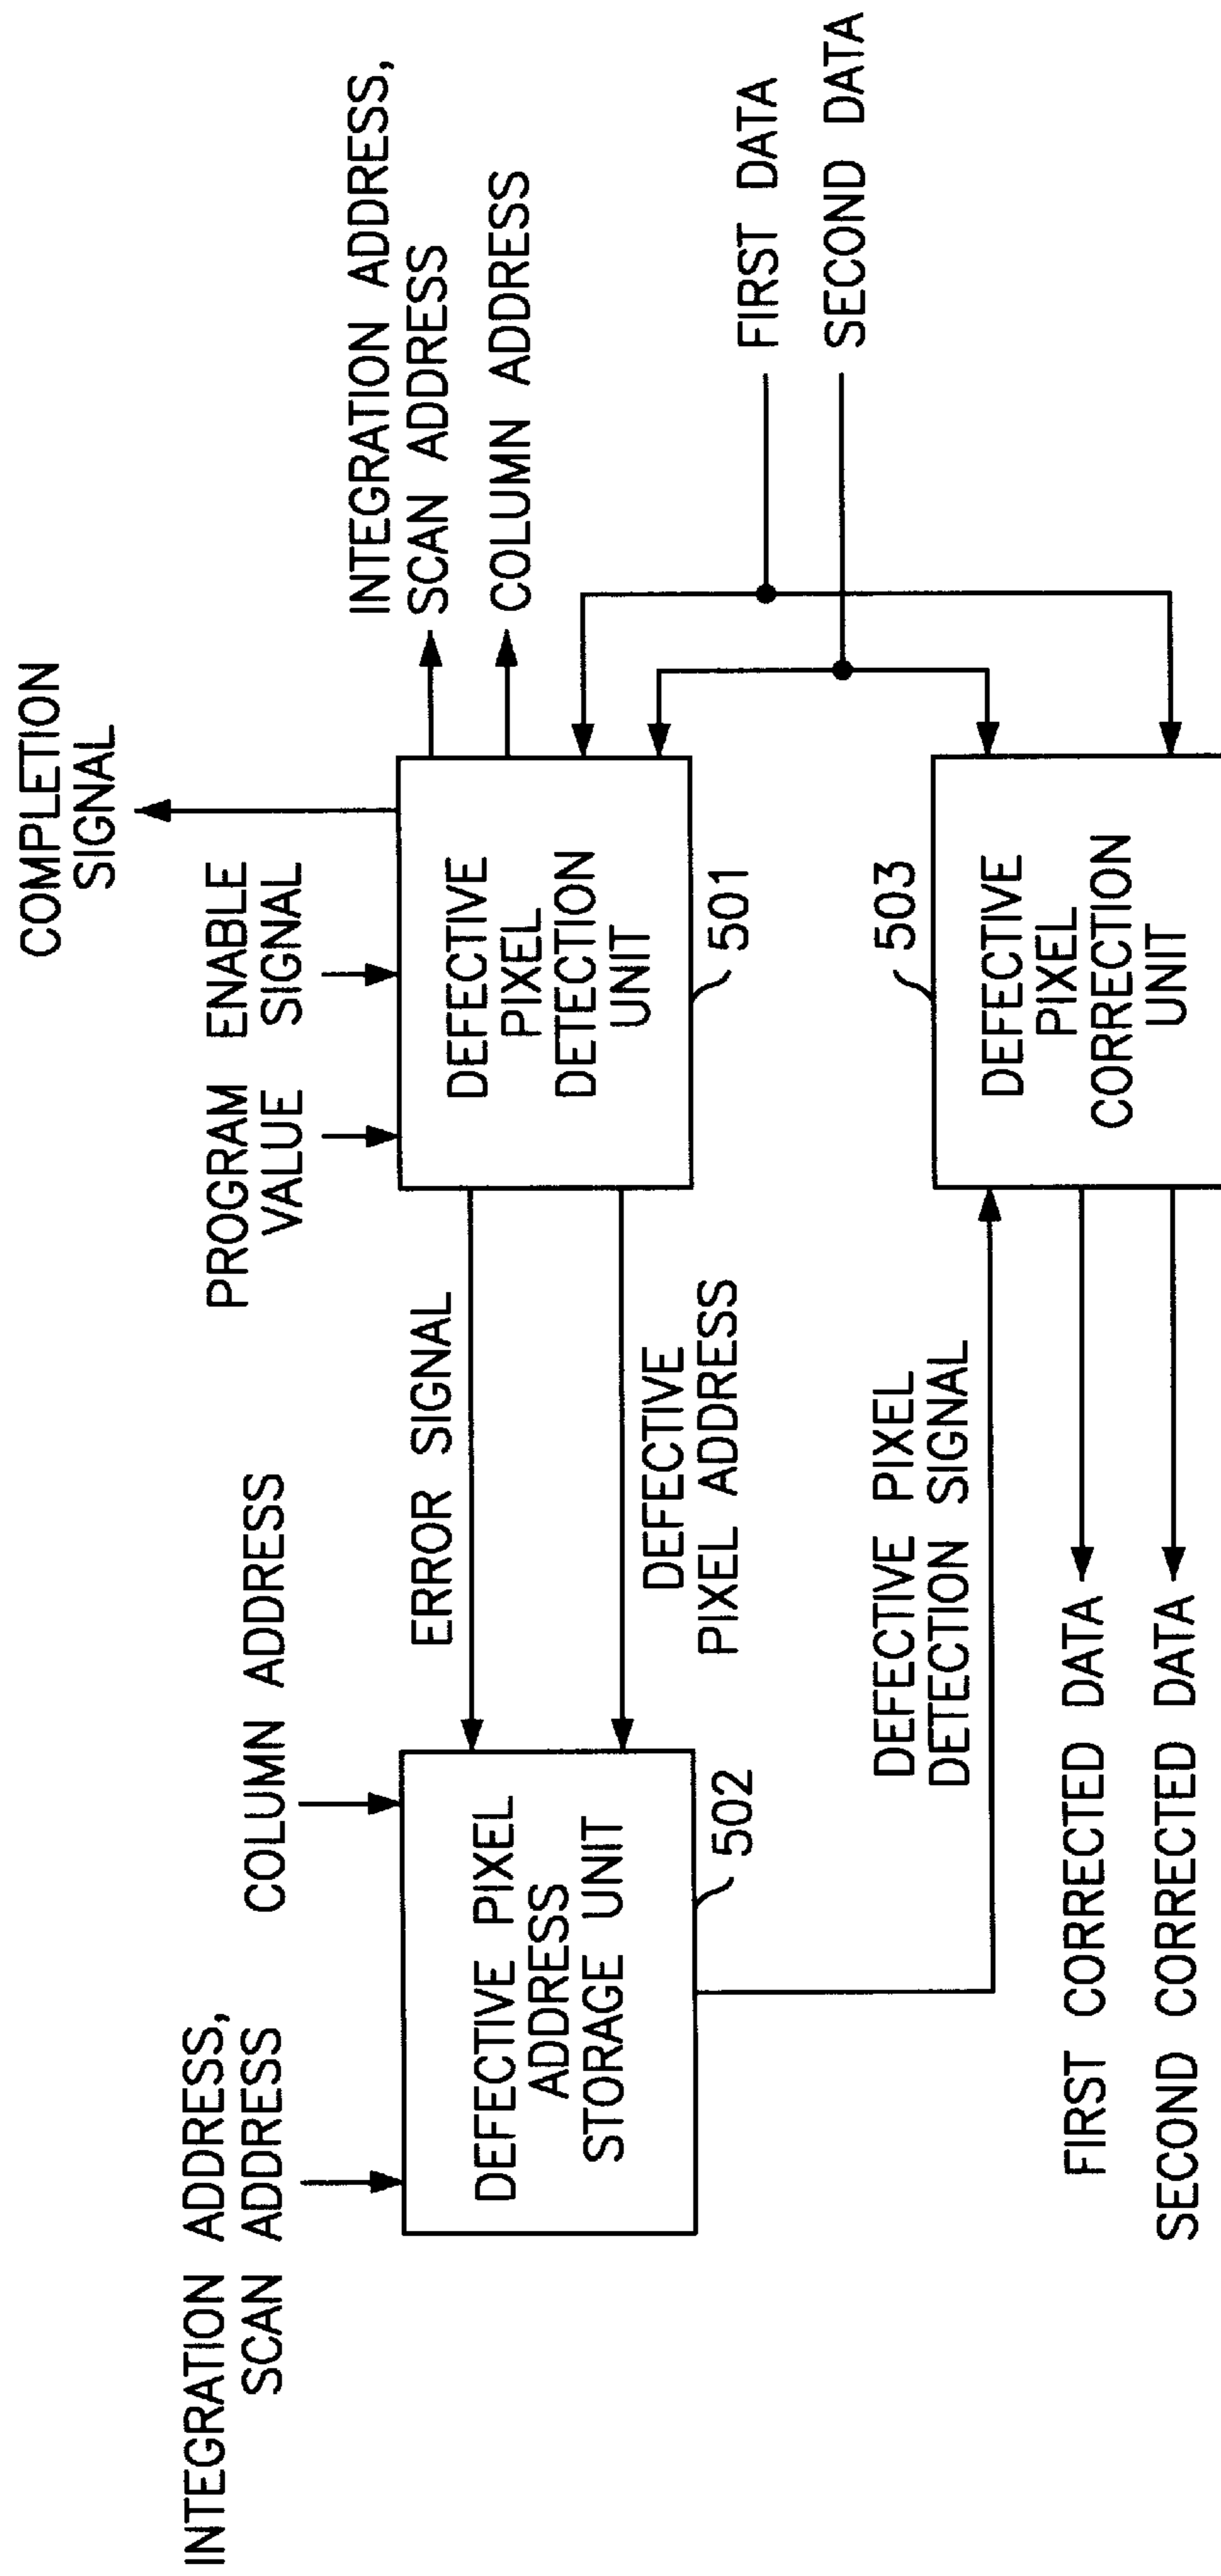 COMPLETION
SIGNAL
PROGRAM ENABLE
VALUE SIGNAL
INTEGRATION ADDRESS,
SCAN ADDRESS
COLUMN ADDRESS
INTEGRATION ADDRESS,
SCAN ADDRESS
COLUMN ADDRESS
ERROR SIGNAL
DEFECTIVE
PIXEL ADDRESS
DEFECTIVE PIXEL
ADDRESS
STORAGE UNIT
502
DEFECTIVE
PIXEL
DETECTION
UNIT
501
FIRST DATA
SECOND DATA
DEFECTIVE PIXEL
DETECTION SIGNAL
503
DEFECTIVE
PIXEL
CORRECTION
UNIT
FIRST CORRECTED DATA
SECOND CORRECTED DATA